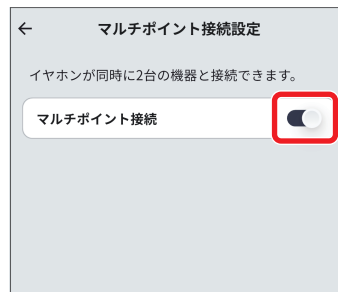 マルチポイント接続設定
イヤホンが同時に2台の機器と接続できます。
マルチポイント接続